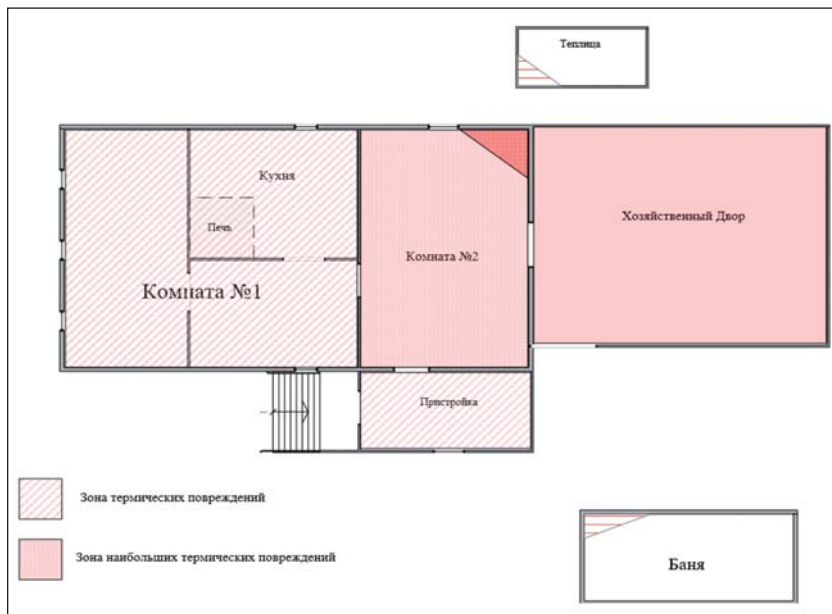 Теплица
Кухня
Печь
Хозяйственный Двор
Комната №2
Комната №1
Пристройка
Зона термических повреждений
Зона наибольших термических повреждений
Баня